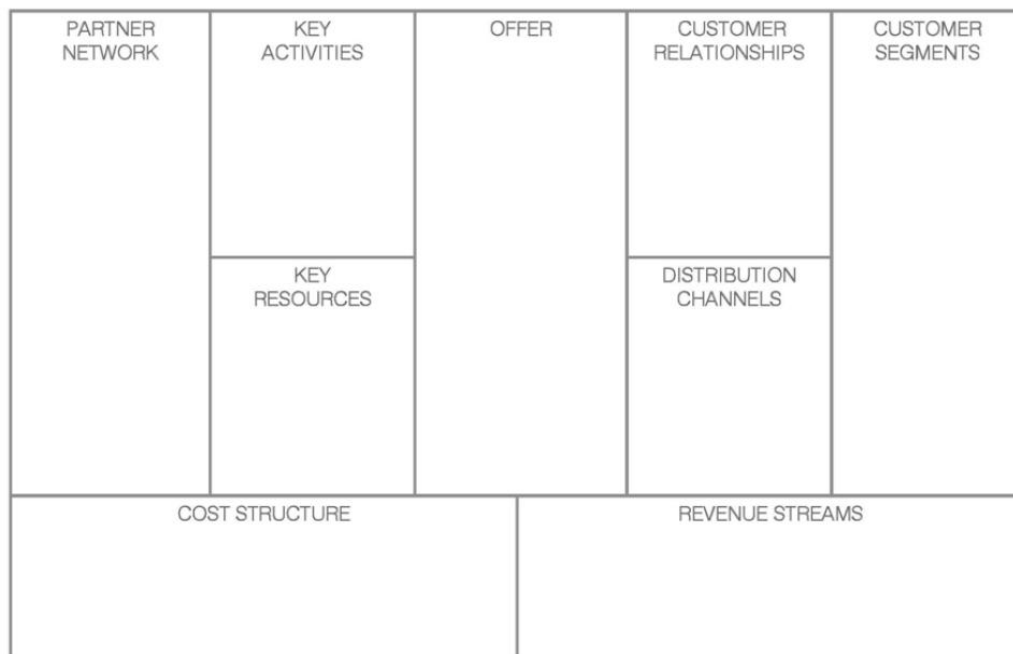 PARTNER
NETWORK
KEY
ACTIVITIES
OFFER
CUSTOMER
RELATIONSHIPS
CUSTOMER
SEGMENTS
KEY
RESOURCES
DISTRIBUTION
CHANNELS
COST STRUCTURE
REVENUE STREAMS